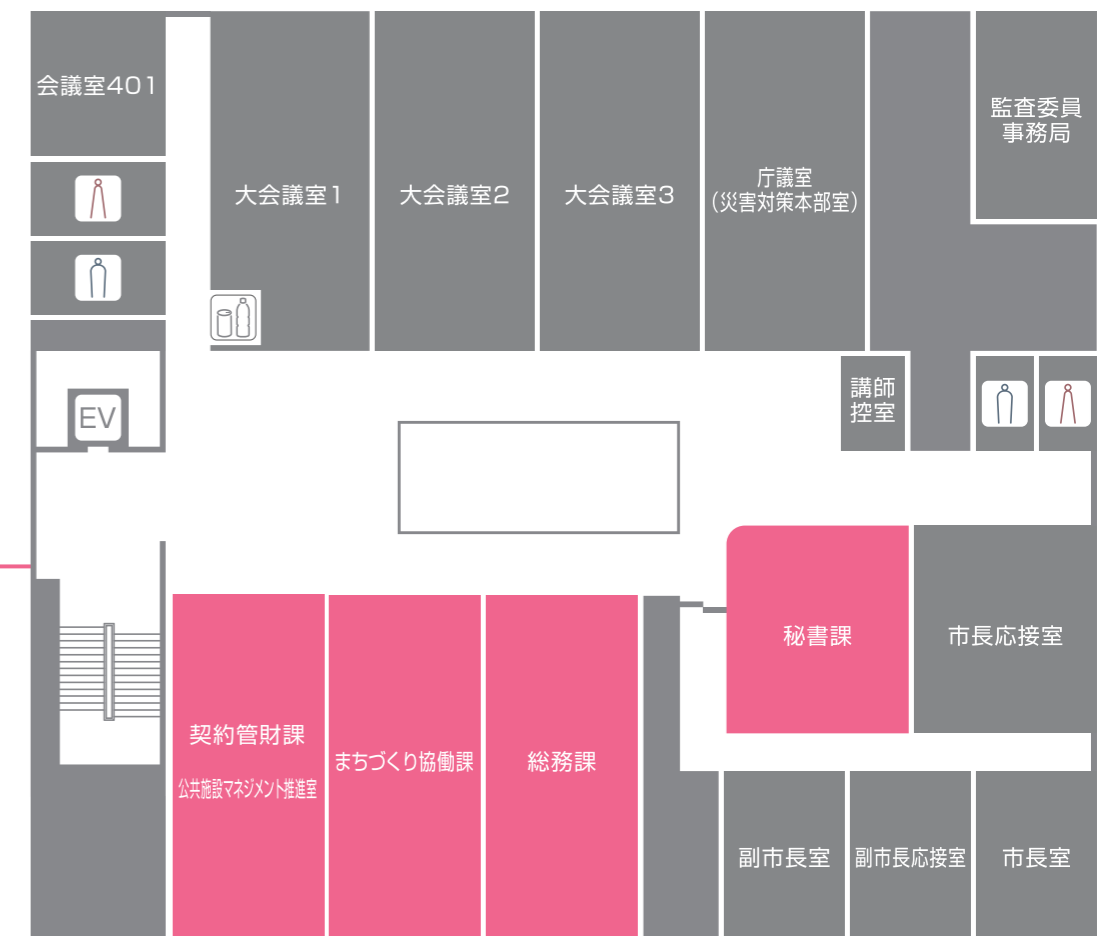 会議室401
大会議室1
大会議室2
大会議室3
庁議室
(災害対策本部室)
監査委員
事務局
EV
講師
控室
秘書課
市長応接室
契約管財課
公共施設マネジメント推進室
まちづくり協働課
総務課
副市長室
副市長応接室
市長室